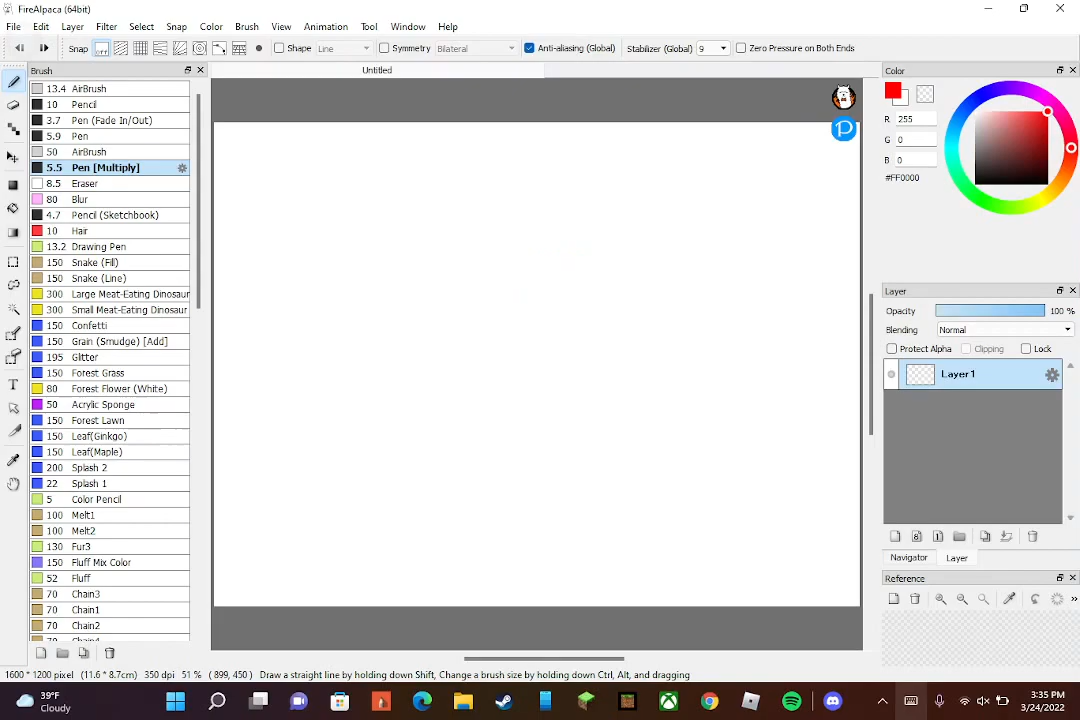 FireAlpaca (64bit)
File Edit Layer Filter Select Snap Color Brush View Animation Tool Window Help
Snap off Shape Line Symmetry Bilateral Anti-aliasing (Global) Stabilizer (Global) 9 Zero Pressure on Both Ends
Brush
Untitled
Color
13.4 AirBrush
10 Pencil
3.7 Pen (Fade In/Out)
5.9 Pen
50 AirBrush
5.5 Pen [Multiply]
8.5 Eraser
80 Blur
4.7 Pencil (Sketchbook)
10 Hair
13.2 Drawing Pen
150 Snake (Fill)
150 Snake (Line)
300 Large Meat-Eating Dinosaur
300 Small Meat-Eating Dinosaur
150 Confetti
150 Grain (Smudge) [Add]
195 Glitter
150 Forest Grass
80 Forest Flower (White)
50 Acrylic Sponge
150 Forest Lawn
150 Leaf(Ginkgo)
150 Leaf(Maple)
200 Splash 2
22 Splash 1
5 Color Pencil
100 Melt1
100 Melt2
130 Fur3
150 Fluff Mix Color
52 Fluff
70 Chain3
70 Chain1
70 Chain2
70 Chain4
R 255
G 0
B 0
#FF0000
Layer
Opacity 100 %
Blending Normal
Protect Alpha Clipping Lock
Layer1
Navigator Layer
Reference
1600 * 1200 pixel (11.6 * 8.7cm) 350 dpi 51 % ( 899, 450 ) Draw a straight line by holding down Shift, Change a brush size by holding down Ctrl, Alt, and dragging
39°F
Cloudy
3:35 PM
3/24/2022